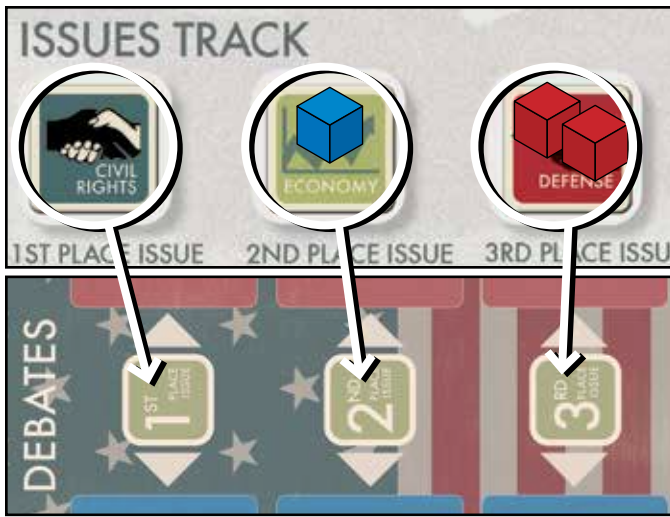 ISSUES TRACK
CIVIL
RIGHTS
ECONOMY
DEFENSE
1ST PLACE ISSUE
2ND PLACE ISSUE
3RD PLACE ISSU
DEBATES
1ST
PLACE
ISSUE
2ND
PLACE
ISSUE
3RD
PLACE
ISSUE